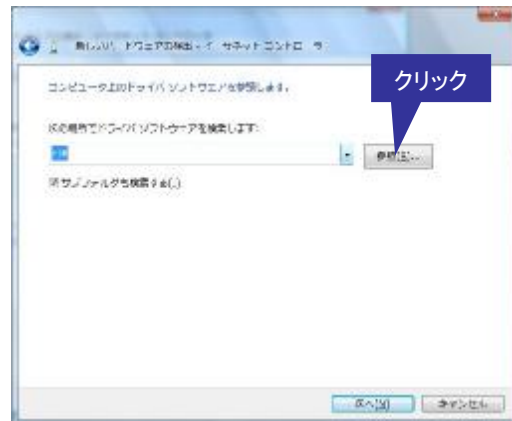 新しいハードウェアの検出 - イーサネット コントローラー
クリック
コンピュータ上のドライバ ソフトウェアを参照します。
次の場所でドライバ ソフトウェアを検索します:
参照(R)...
サブフォルダも検索する(I)
次へ(N)
キャンセル